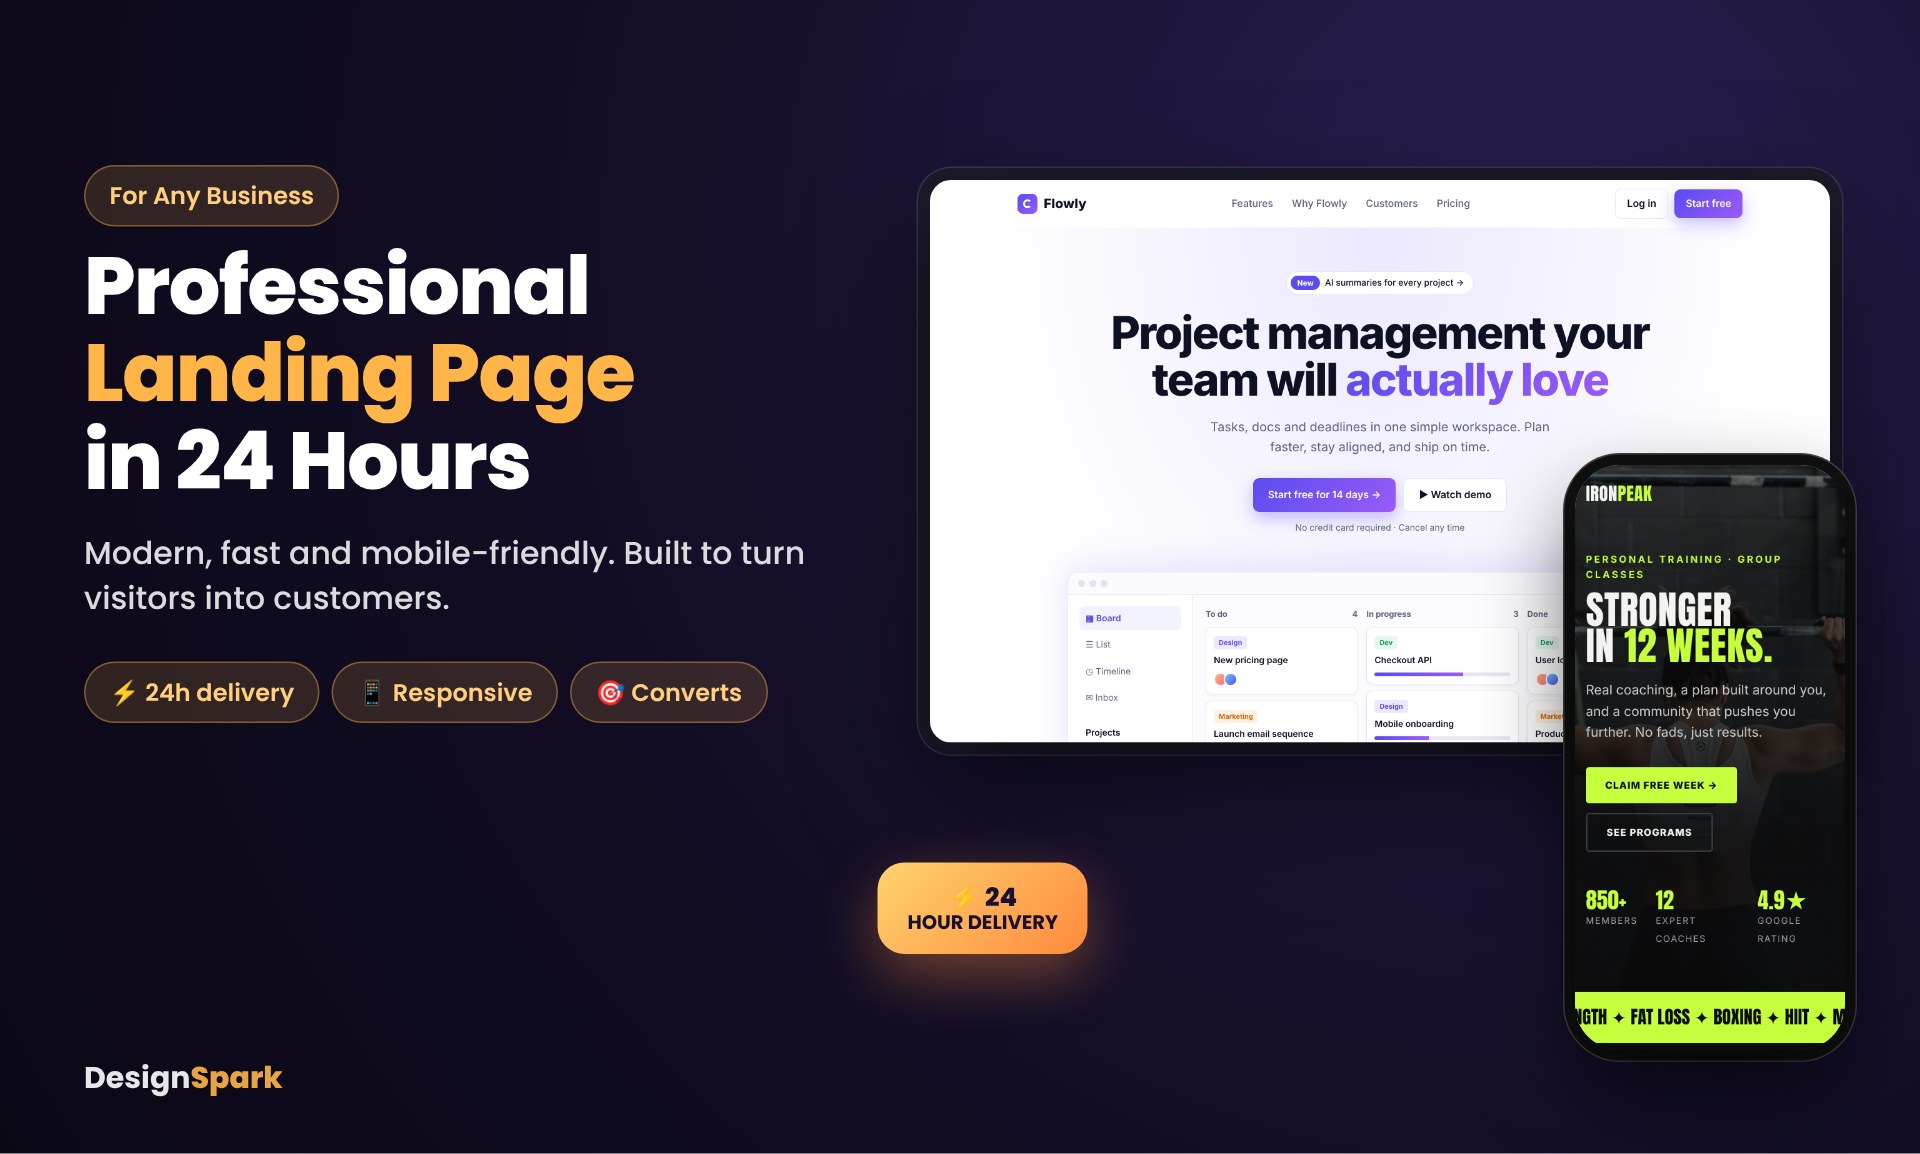 For Any Business
Professional
Landing Page
in 24 Hours
Modern, fast and mobile-friendly. Built to turn
visitors into customers.
⚡ 24h delivery
📱 Responsive
🎯 Converts
DesignSpark
C Flowly
Features
Why Flowly
Customers
Pricing
Log in
Start free
New AI summaries for every project →
Project management your
team will actually love
Tasks, docs and deadlines in one simple workspace. Plan
faster, stay aligned, and ship on time.
Start free for 14 days →
▶ Watch demo
No credit card required · Cancel any time
Board
List
Timeline
Inbox
Projects
To do 4
Design
New pricing page
Marketing
Launch email sequence
In progress 3
Dev
Checkout API
Design
Mobile onboarding
Done
Dev
User
⚡ 24
HOUR DELIVERY
IRONPEAK
PERSONAL TRAINING · GROUP
CLASSES
STRONGER
IN 12 WEEKS.
Real coaching, a plan built around you,
and a community that pushes you
further. No fads, just results.
CLAIM FREE WEEK →
SEE PROGRAMS
850+
MEMBERS
12
EXPERT
COACHES
4.9★
GOOGLE
RATING
NGTH ✦ FAT LOSS ✦ BOXING ✦ HIIT ✦ M